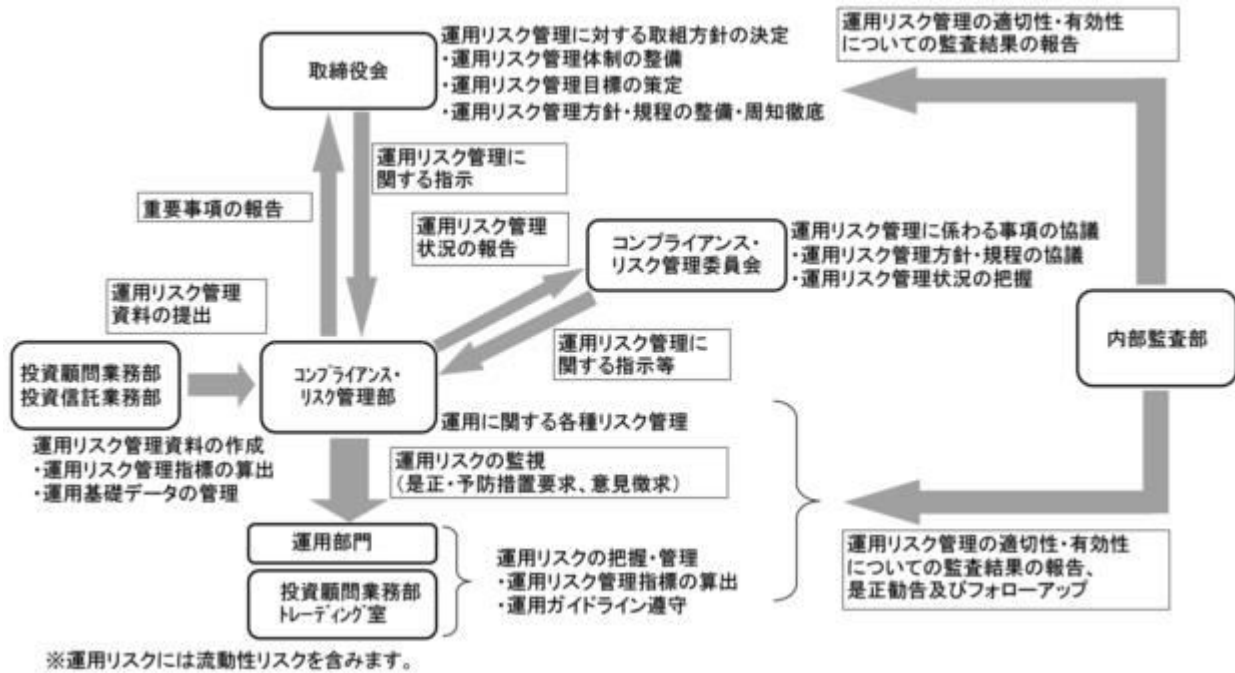 運用リスク管理に対する取組方針の決定
・運用リスク管理体制の整備
・運用リスク管理目標の策定
・運用リスク管理方針・規程の整備・周知徹底
取締役会
運用リスク管理の適切性・有効性
についての監査結果の報告
運用リスク管理に
関する指示
重要事項の報告
運用リスク管理
状況の報告
コンプライアンス・
リスク管理委員会
運用リスク管理に係わる事項の協議
・運用リスク管理方針・規程の協議
・運用リスク管理状況の把握
運用リスク管理
資料の提出
内部監査部
運用リスク管理に
関する指示等
投資顧問業務部
投資信託業務部
コンプライアンス・
リスク管理部
運用に関する各種リスク管理
運用リスク管理資料の作成
・運用リスク管理指標の算出
・運用基礎データの管理
運用リスクの監視
(是正・予防措置要求、意見徴求)
運用部門
投資顧問業務部
トレーディング室
運用リスクの把握・管理
・運用リスク管理指標の算出
・運用ガイドライン遵守
運用リスク管理の適切性・有効性
についての監査結果の報告、
是正勧告及びフォローアップ
※運用リスクには流動性リスクを含みます。